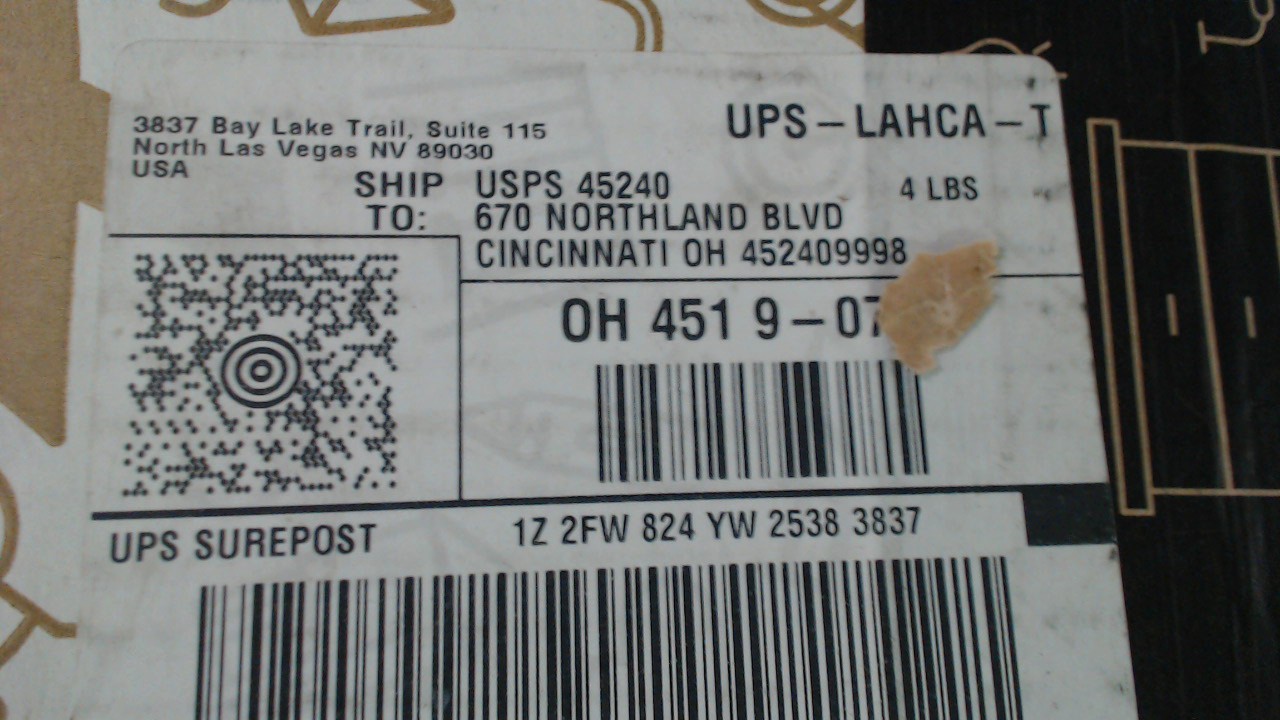 3837 Bay Lake Trail, Suite 115
North Las Vegas NV 89030
USA
UPS - LAHCA - T
4 LBS
SHIP TO:
USPS 45240
670 NORTHLAND BLVD
CINCINNATI OH 452409998
OH 451 9 - 07
UPS SUREPOST
1Z 2FW 824 YW 2538 3837